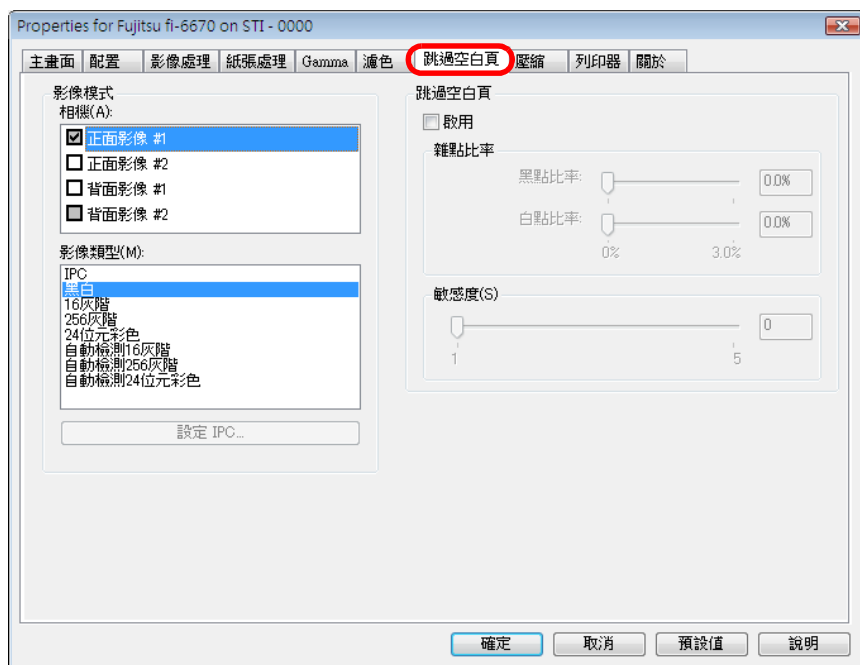 Properties for Fujitsu fi-6670 on STI - 0000
主畫面 配置 影像處理 紙張處理 Gamma 濾色 跳過空白頁 壓縮 列印器 關於
影像模式
相機(A):
正面影像 #1
正面影像 #2
背面影像 #1
背面影像 #2
影像類型(M):
IPC
黑白
16灰階
256灰階
24位元彩色
自動檢測16灰階
自動檢測256灰階
自動檢測24位元彩色
設定 IPC...
跳過空白頁
啟用
雜點比率
黑點比率: 0.0%
白點比率: 0.0%
0% 3.0%
敏感度(S)
0
1 5
確定 取消 預設值 說明